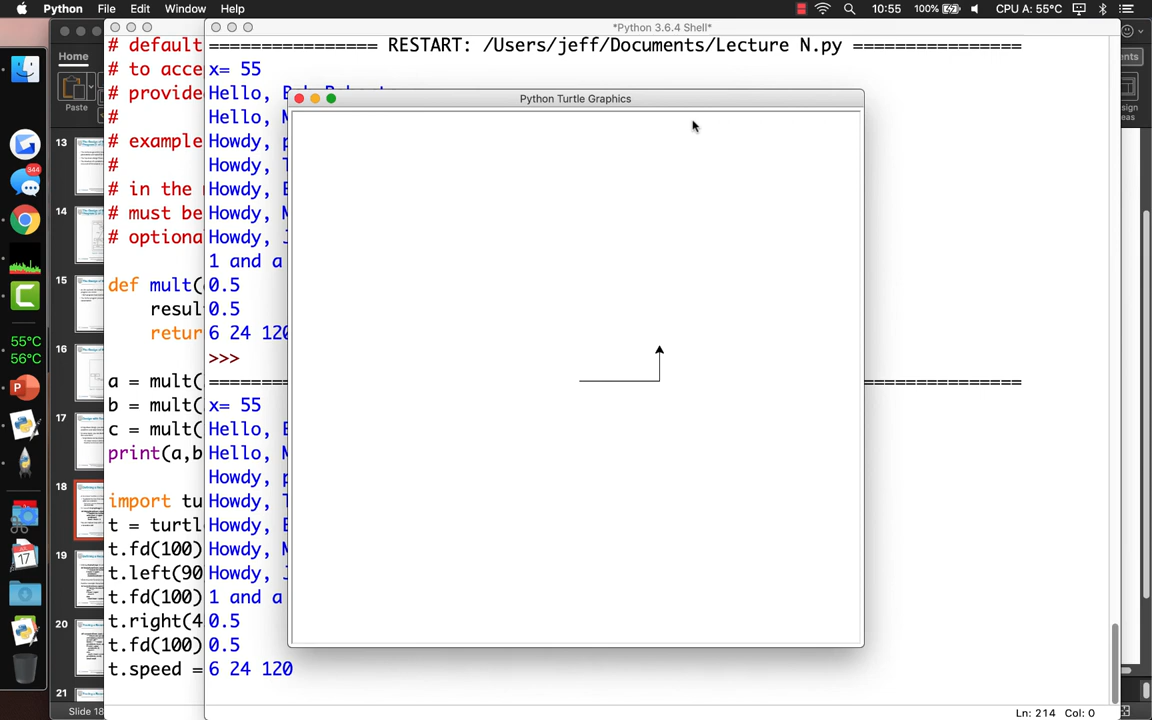 Python File Edit Window Help 10:55 100% CPU A: 55°C
*Python 3.6.4 Shell*
Home
Paste
# default
# to acce
# provide
#
# example
#
# in the
# must be
# optiona
def mult(
resul
retur
a = mult(
b = mult(
c = mult(
print(a,b
import tu
t = turtl
t.fd(100)
t.left(90
t.fd(100)
t.right(4
t.fd(100)
t.speed =
================ RESTART: /Users/jeff/Documents/Lecture N.py ================
x= 55
Hello,
Hello, M
Howdy, p
Howdy, T
Howdy, B
Howdy, M
Howdy, J
1 and a
0.5
0.5
6 24 120
>>>
x= 55
Hello,
Hello, M
Howdy, p
Howdy, T
Howdy, B
Howdy, M
Howdy, J
1 and a
0.5
0.5
6 24 120
Python Turtle Graphics
13
14
15
16
17
18
19
20
21
344
55°C
56°C
17
Slide 18
Ln: 214 Col: 0